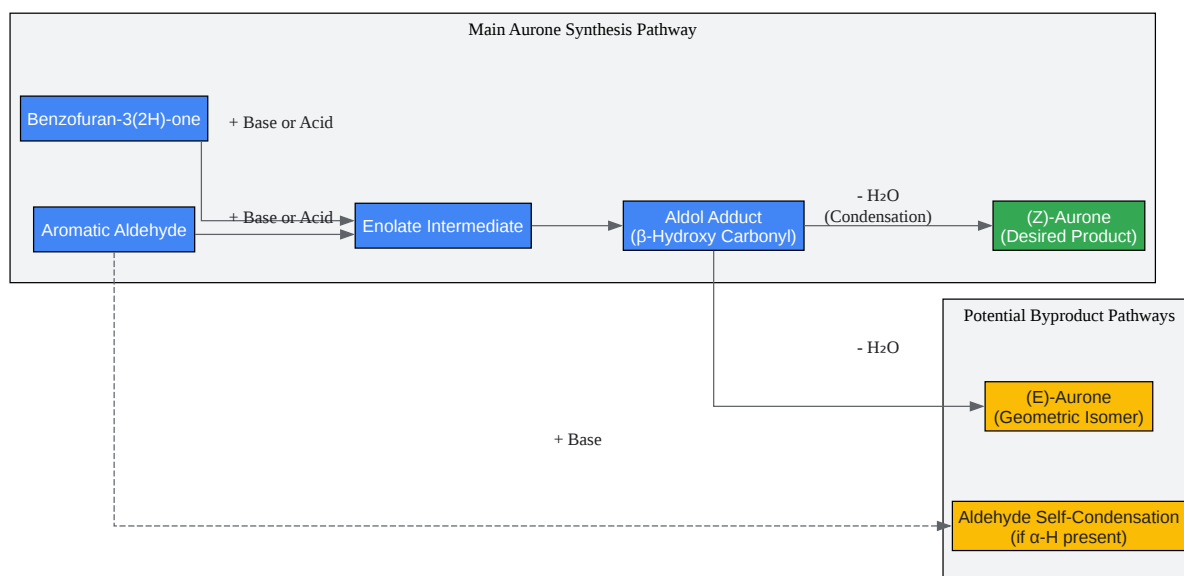 Main Aurone Synthesis Pathway
Benzofuran-3(2H)-one
+ Base or Acid
Aromatic Aldehyde
+ Base or Acid
Enolate Intermediate
Aldol Adduct
(β-Hydroxy Carbonyl)
- H₂O
(Condensation)
(Z)-Aurone
(Desired Product)
Potential Byproduct Pathways
- H₂O
(E)-Aurone
(Geometric Isomer)
+ Base
Aldehyde Self-Condensation
(if α-H present)